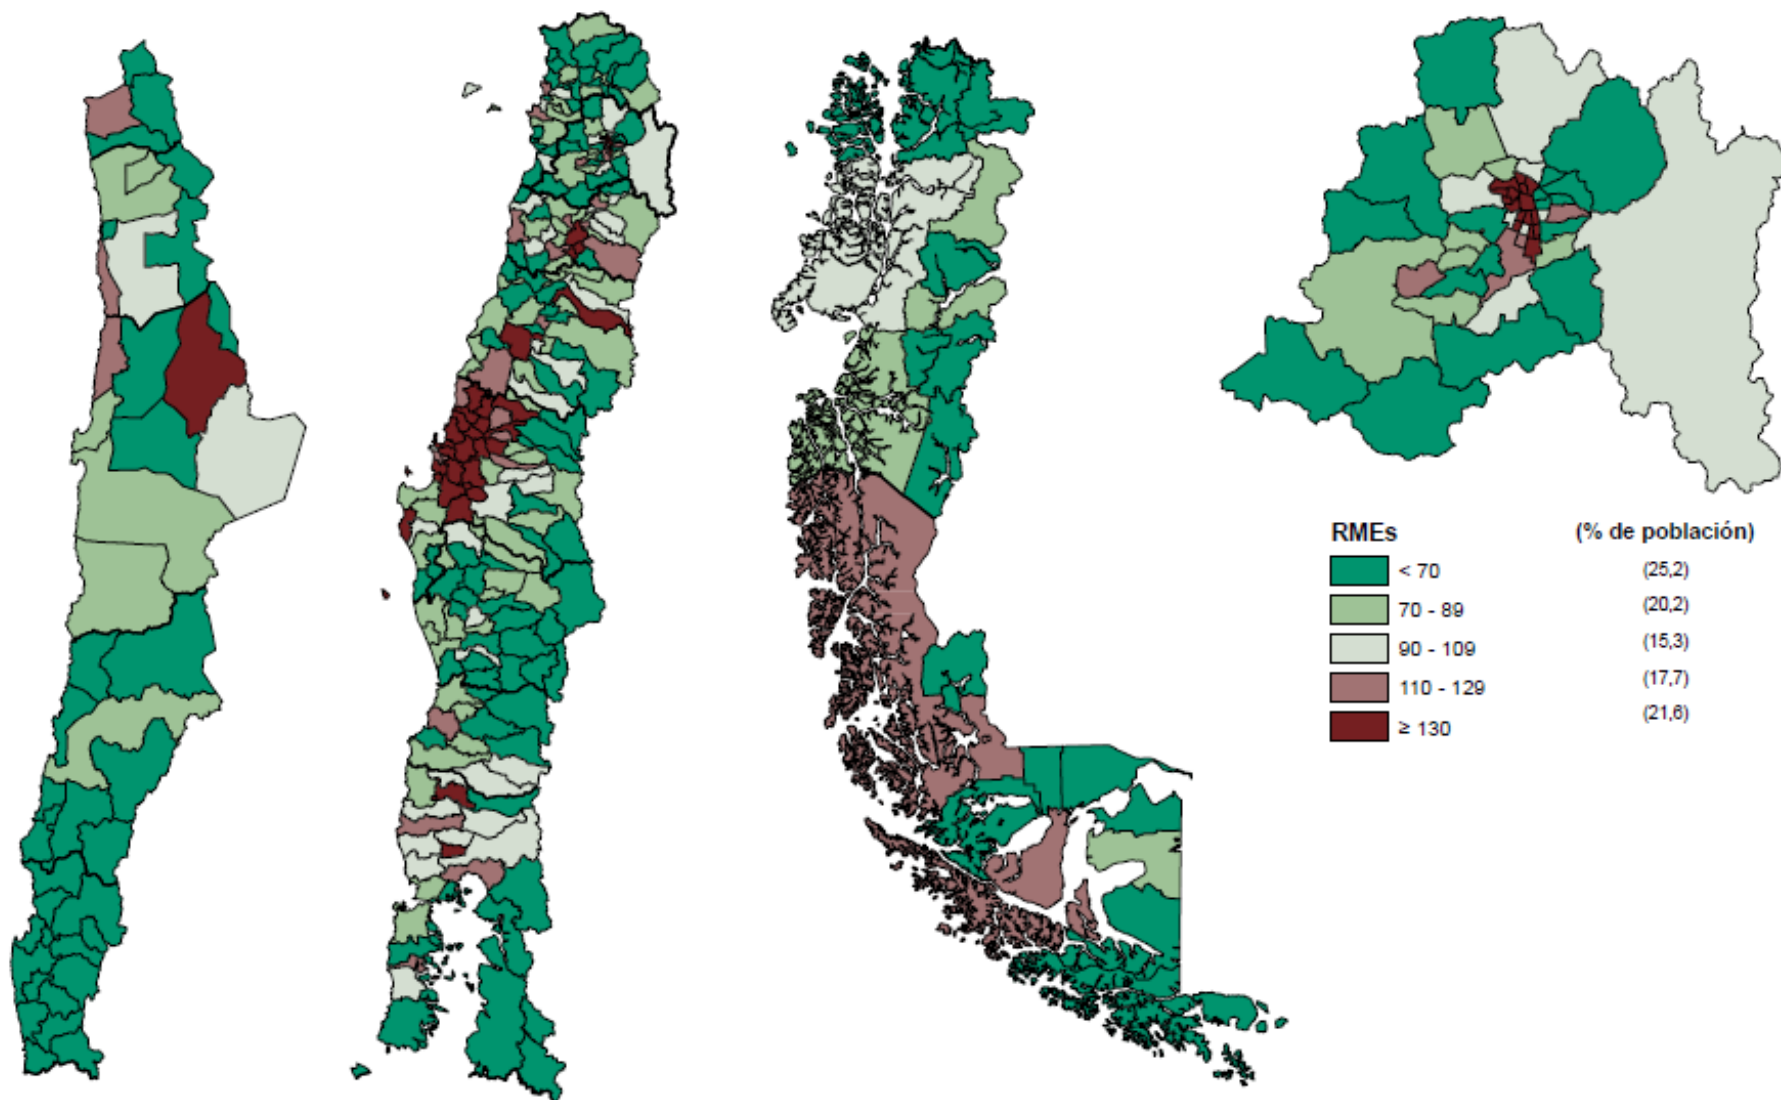 RMEs (% de población)
< 70 (25,2)
70 - 89 (20,2)
90 - 109 (15,3)
110 - 129 (17,7)
≥ 130 (21,6)